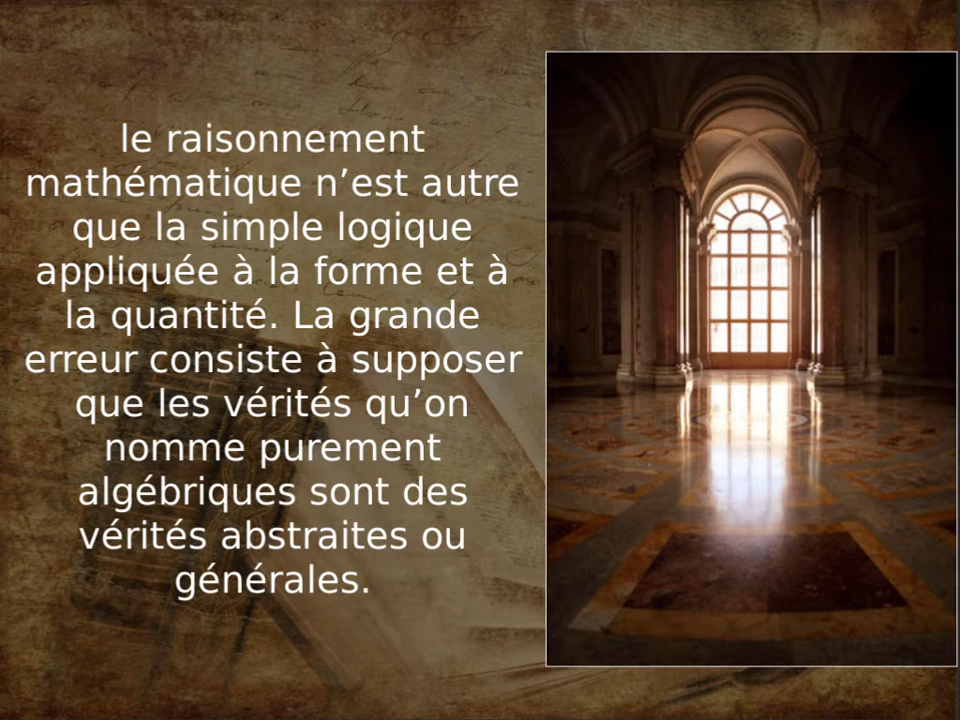 le raisonnement
mathématique n’est autre
que la simple logique
appliquée à la forme et à
la quantité. La grande
erreur consiste à supposer
que les vérités qu’on
nomme purement
algébriques sont des
vérités abstraites ou
générales.